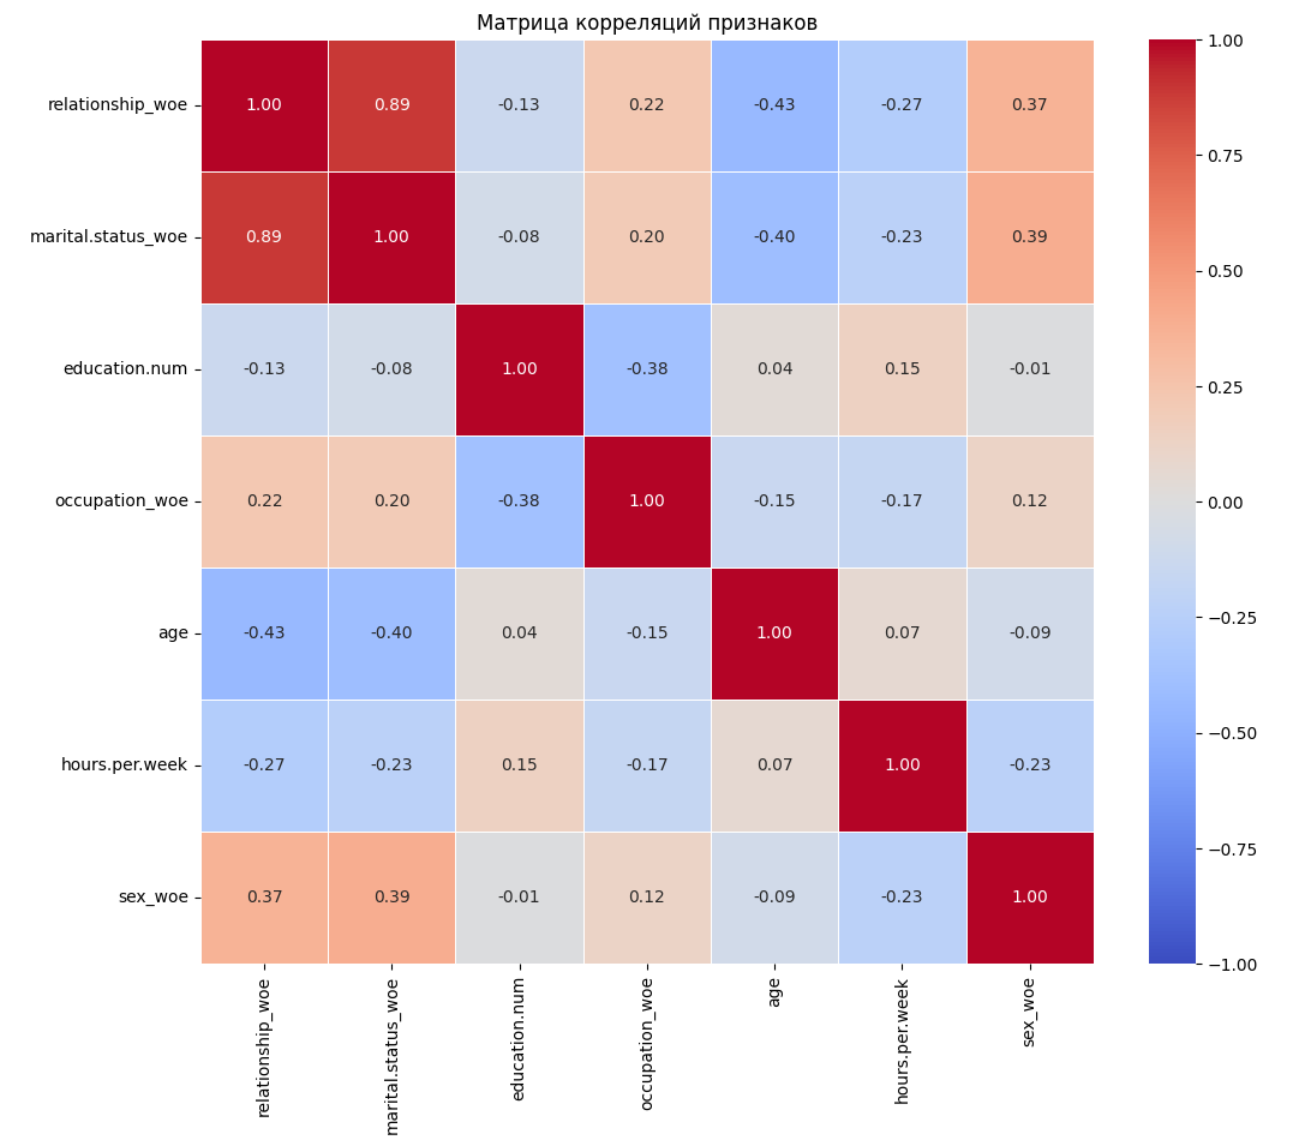 Матрица корреляций признаков
relationship_woe 1.00 0.89 -0.13 0.22 -0.43 -0.27 0.37
marital.status_woe 0.89 1.00 -0.08 0.20 -0.40 -0.23 0.39
education.num -0.13 -0.08 1.00 -0.38 0.04 0.15 -0.01
occupation_woe 0.22 0.20 -0.38 1.00 -0.15 -0.17 0.12
age -0.43 -0.40 0.04 -0.15 1.00 0.07 -0.09
hours.per.week -0.27 -0.23 0.15 -0.17 0.07 1.00 -0.23
sex_woe 0.37 0.39 -0.01 0.12 -0.09 -0.23 1.00
relationship_woe
marital.status_woe
education.num
occupation_woe
age
hours.per.week
sex_woe
1.00
0.75
0.50
0.25
0.00
−0.25
−0.50
−0.75
−1.00